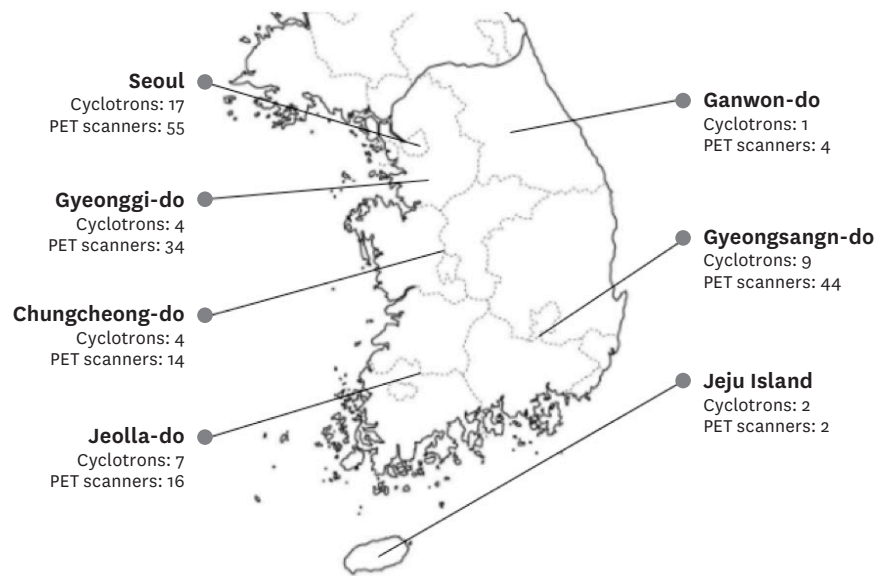 Seoul
Cyclotrons: 17
PET scanners: 55
Gyeonggi-do
Cyclotrons: 4
PET scanners: 34
Chungcheong-do
Cyclotrons: 4
PET scanners: 14
Jeolla-do
Cyclotrons: 7
PET scanners: 16
Ganwon-do
Cyclotrons: 1
PET scanners: 4
Gyeongsangn-do
Cyclotrons: 9
PET scanners: 44
Jeju Island
Cyclotrons: 2
PET scanners: 2